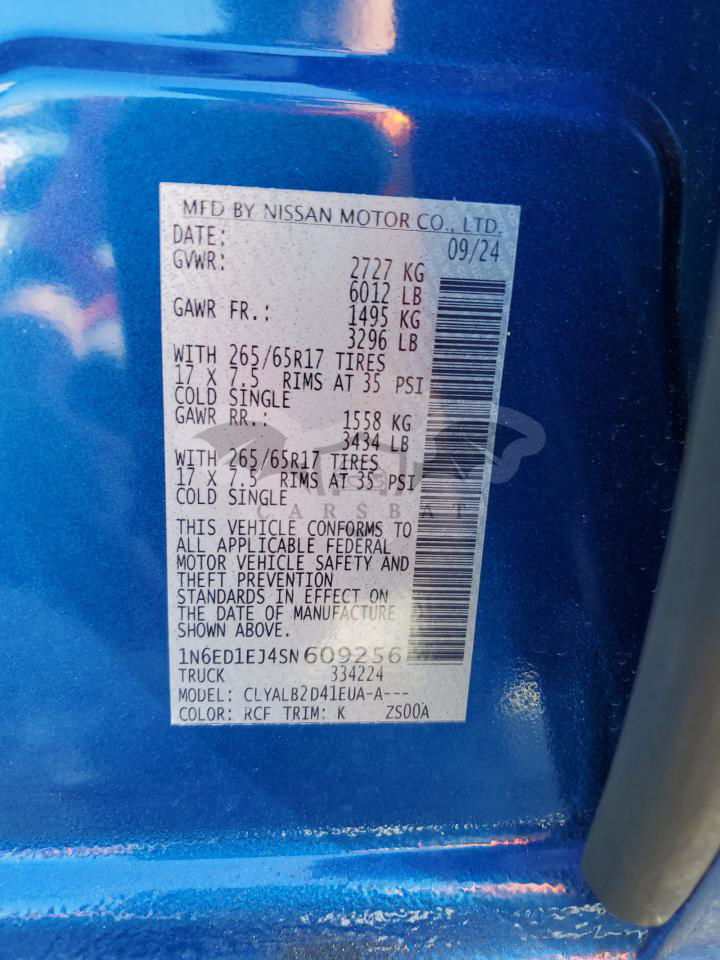 MFD BY NISSAN MOTOR CO., LTD.
DATE: 09/24
GVWR: 2727 KG
6012 LB
GAWR FR.: 1495 KG
3296 LB
WITH 265/65R17 TIRES
17 X 7.5 RIMS AT 35 PSI
COLD SINGLE
GAWR RR.: 1558 KG
3434 LB
WITH 265/65R17 TIRES
17 X 7.5 RIMS AT 35 PSI
COLD SINGLE
CARSBAT
THIS VEHICLE CONFORMS TO
ALL APPLICABLE FEDERAL
MOTOR VEHICLE SAFETY AND
THEFT PREVENTION
STANDARDS IN EFFECT ON
THE DATE OF MANUFACTURE
SHOWN ABOVE.
1N6ED1EJ4SN609256
TRUCK 334224
MODEL: CLYALB2D41EUA-A---
COLOR: RCF TRIM: K ZS00A